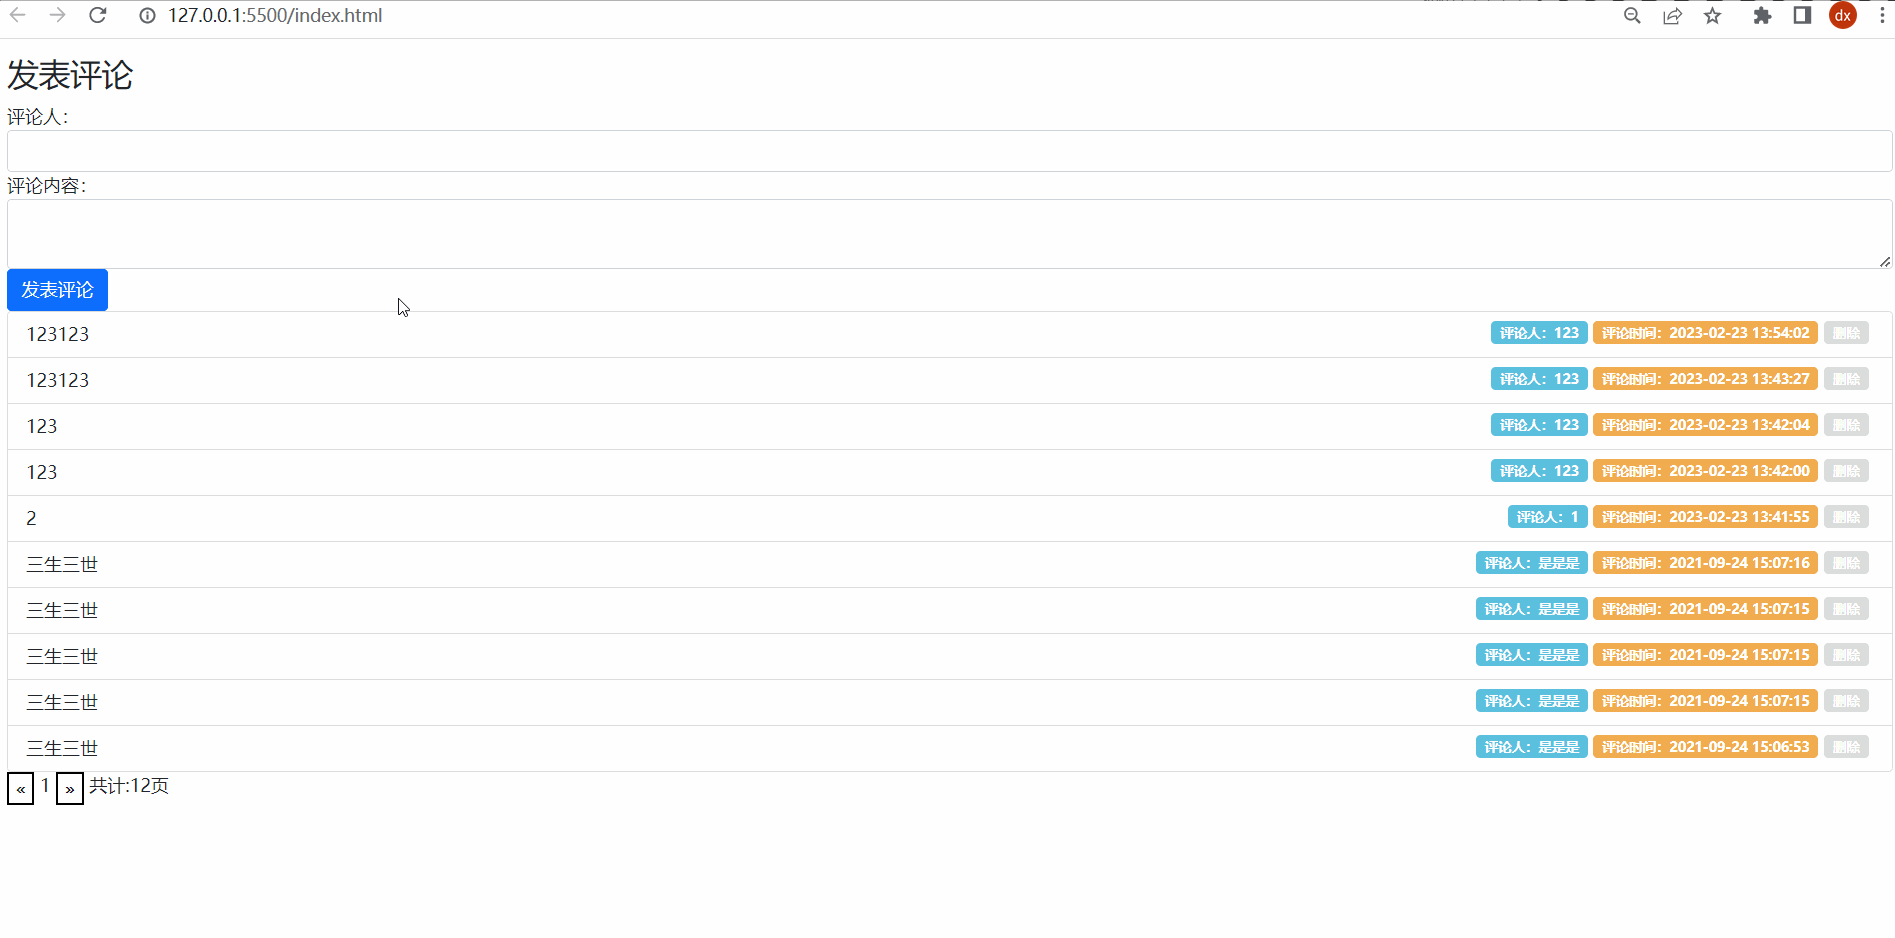 127.0.0.1:5500/index.html
dx
发表评论
评论人：
评论内容：
发表评论
123123 评论人：123 评论时间：2023-02-23 13:54:02 删除
123123 评论人：123 评论时间：2023-02-23 13:43:27 删除
123 评论人：123 评论时间：2023-02-23 13:42:04 删除
123 评论人：123 评论时间：2023-02-23 13:42:00 删除
2 评论人：1 评论时间：2023-02-23 13:41:55 删除
三生三世 评论人：是是是 评论时间：2021-09-24 15:07:16 删除
三生三世 评论人：是是是 评论时间：2021-09-24 15:07:15 删除
三生三世 评论人：是是是 评论时间：2021-09-24 15:07:15 删除
三生三世 评论人：是是是 评论时间：2021-09-24 15:07:15 删除
三生三世 评论人：是是是 评论时间：2021-09-24 15:06:53 删除
« 1 » 共计:12页